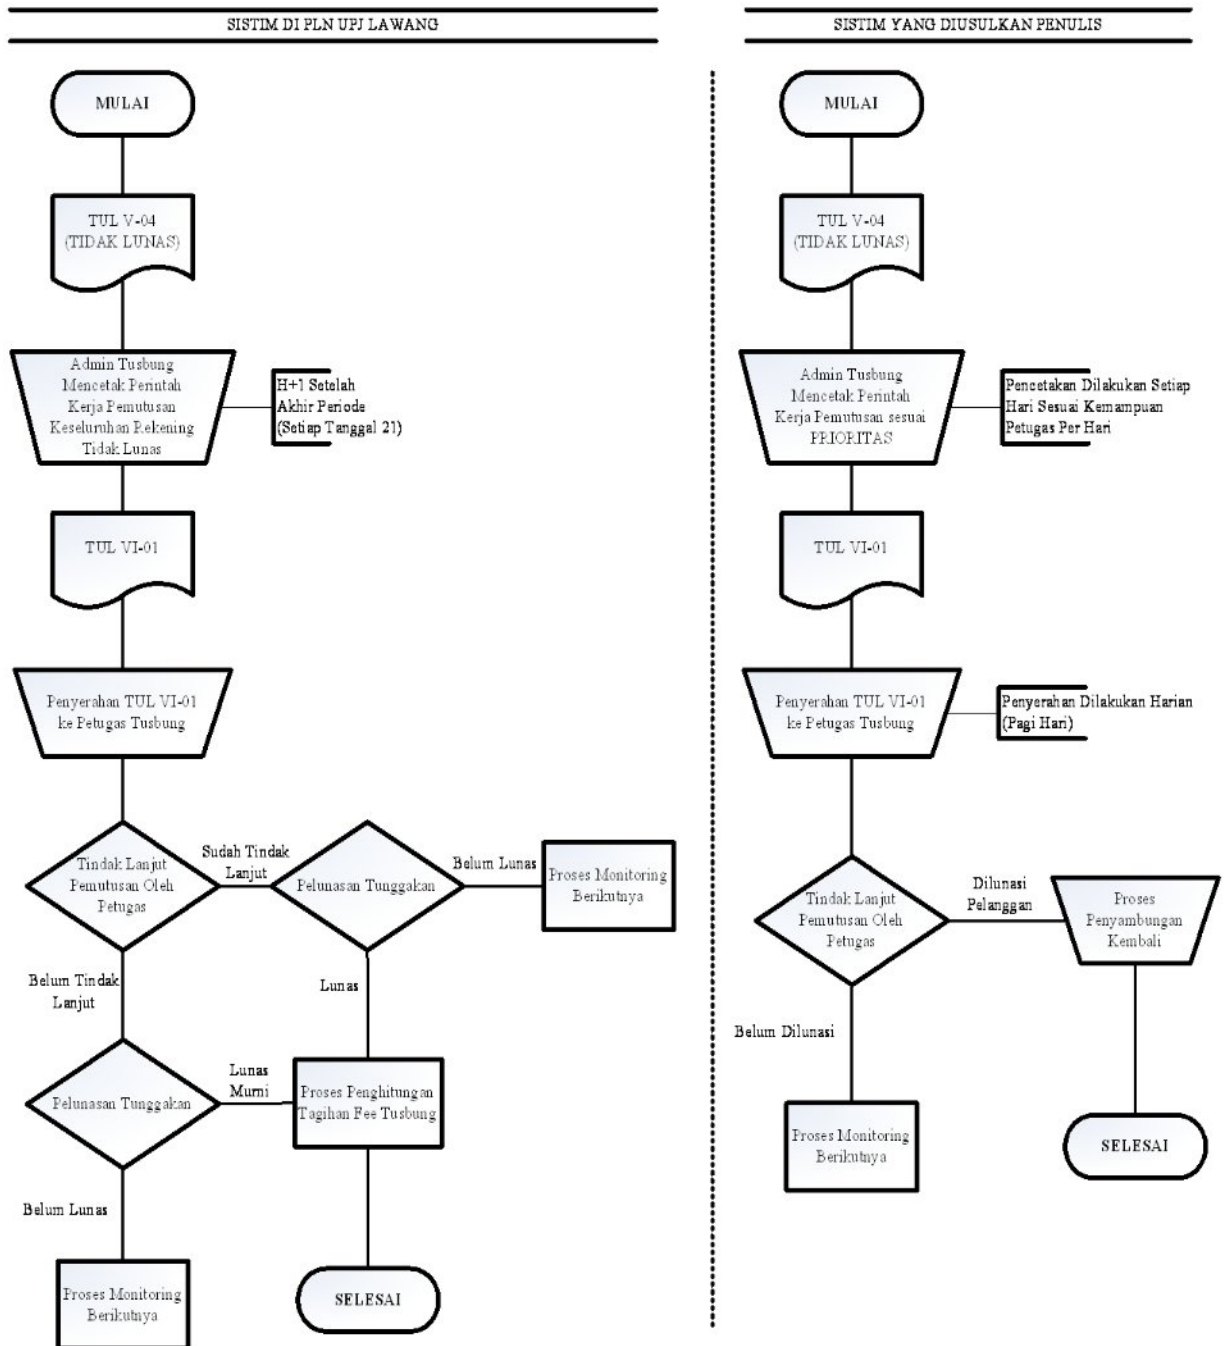 SISTIM DI PLN UPJ LAWANG
MULAI
TUL V-04
(TIDAK LUNAS)
Admin Tusbung
Mencetak Perintah
Kerja Pemutusan
Keseluruhan Rekening
Tidak Lunas
H+1 Setelah
Akhir Periode
(Setiap Tanggal 21)
TUL VI-01
Penyerahan TUL VI-01
ke Petugas Tusbung
Tindak Lanjut
Pemutusan Oleh
Petugas
Sudah Tindak
Lanjut
Pelunasan Tunggakan
Belum Lunas
Proses Monitoring
Berikutnya
Belum Tindak
Lanjut
Lunas
Pelunasan Tunggakan
Lunas
Murni
Proses Penghitungan
Tagihan Fee Tusbung
Belum Lunas
Proses Monitoring
Berikutnya
SELESAI
SISTIM YANG DIUSULKAN PENULIS
MULAI
TUL V-04
(TIDAK LUNAS)
Admin Tusbung
Mencetak Perintah
Kerja Pemutusan sesuai
PRIORITAS
Pencetakan Dilakukan Setiap
Hari Sesuai Kemampuan
Petugas Per Hari
TUL VI-01
Penyerahan TUL VI-01
ke Petugas Tusbung
Penyerahan Dilakukan Harian
(Pagi Hari)
Tindak Lanjut
Pemutusan Oleh
Petugas
Dilunasi
Pelanggan
Proses
Penyambungan
Kembali
Belum Dilunasi
Proses Monitoring
Berikutnya
SELESAI